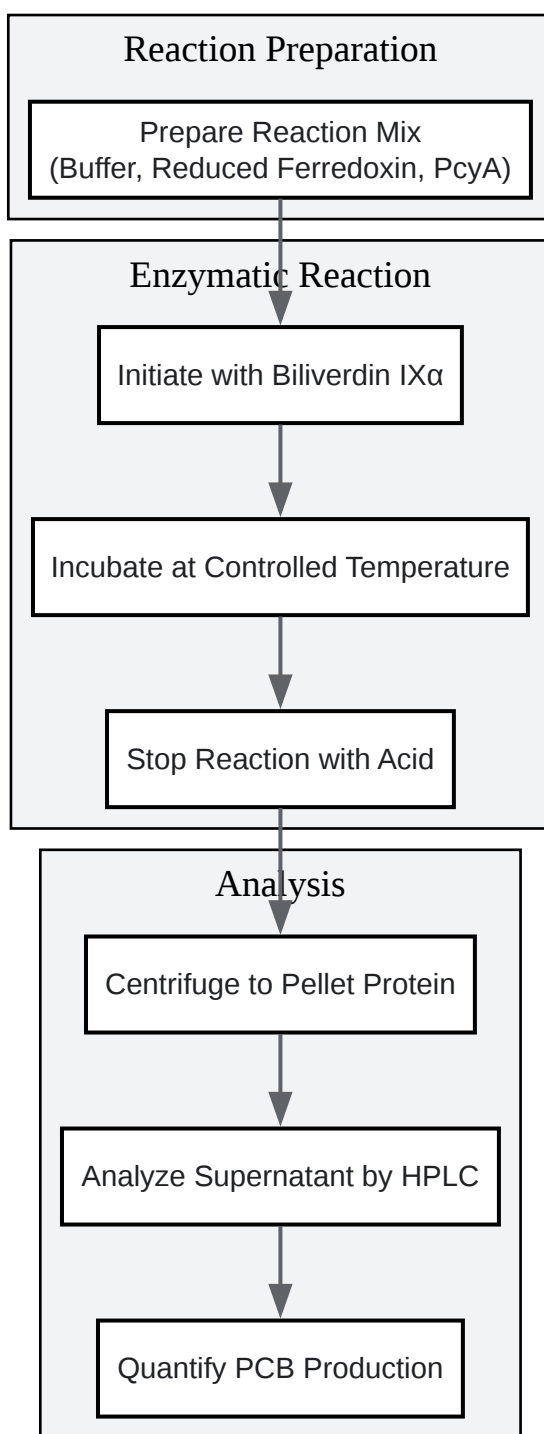 Reaction Preparation
Prepare Reaction Mix
(Buffer, Reduced Ferredoxin, PcyA)
Enzymatic Reaction
Initiate with Biliverdin IXα
Incubate at Controlled Temperature
Stop Reaction with Acid
Analysis
Centrifuge to Pellet Protein
Analyze Supernatant by HPLC
Quantify PCB Production